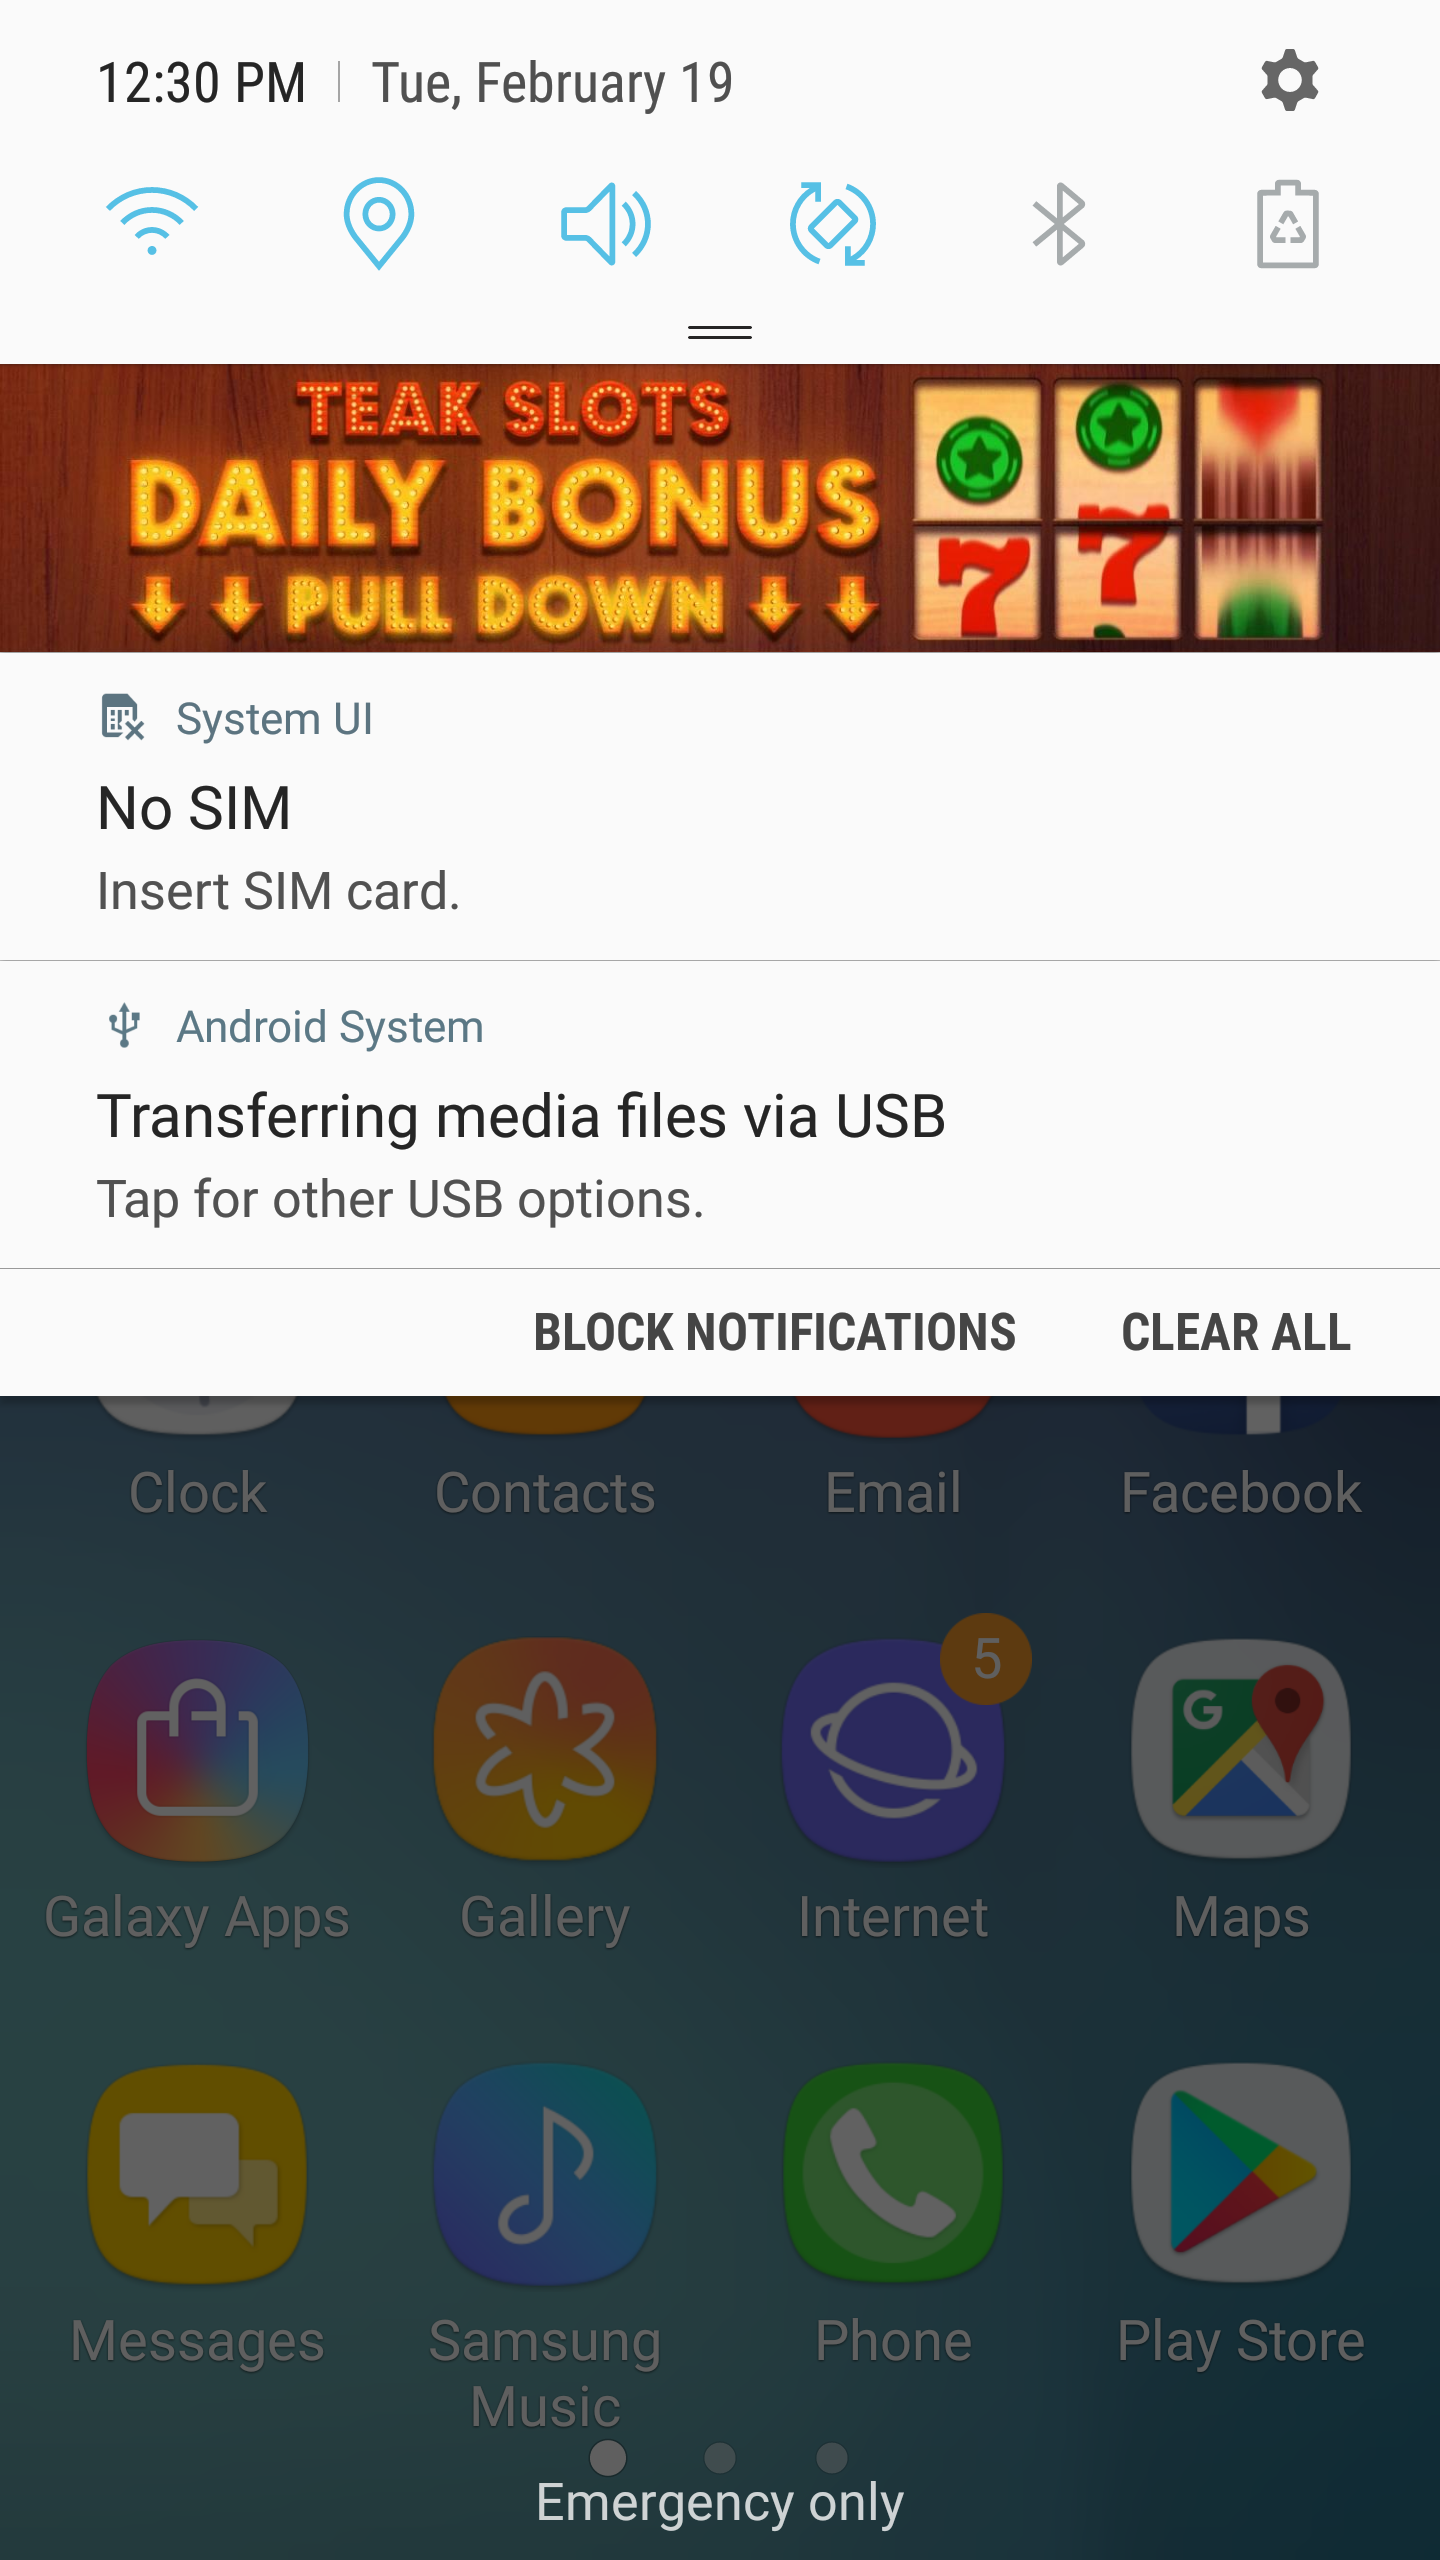 12:30 PM | Tue, February 19
TEAK SLOTS
DAILY BONUS
PULL DOWN
7 7
System UI
No SIM
Insert SIM card.
Android System
Transferring media files via USB
Tap for other USB options.
BLOCK NOTIFICATIONS CLEAR ALL
Clock Contacts Email Facebook
5
G
Galaxy Apps Gallery Internet Maps
Messages Samsung Music Phone Play Store
Emergency only